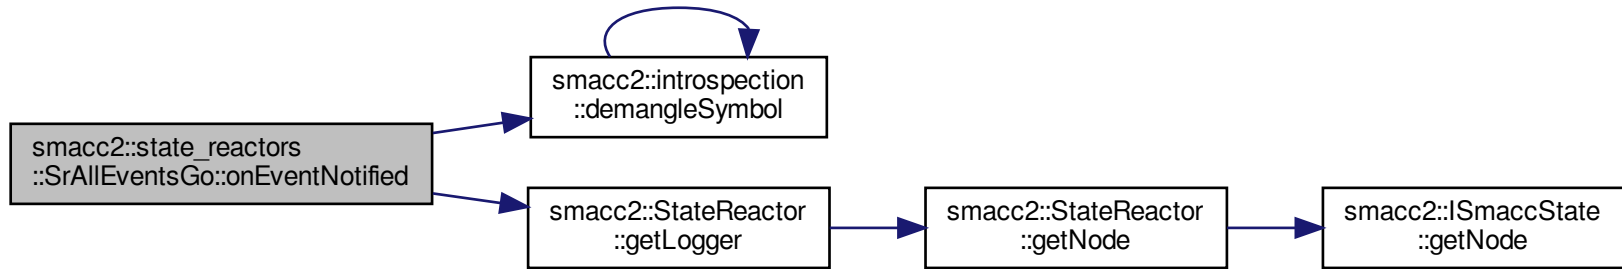 smacc2::introspection
::demangleSymbol
smacc2::state_reactors
::SrAllEventsGo::onEventNotified
smacc2::StateReactor
::getLogger
smacc2::StateReactor
::getNode
smacc2::ISmaccState
::getNode